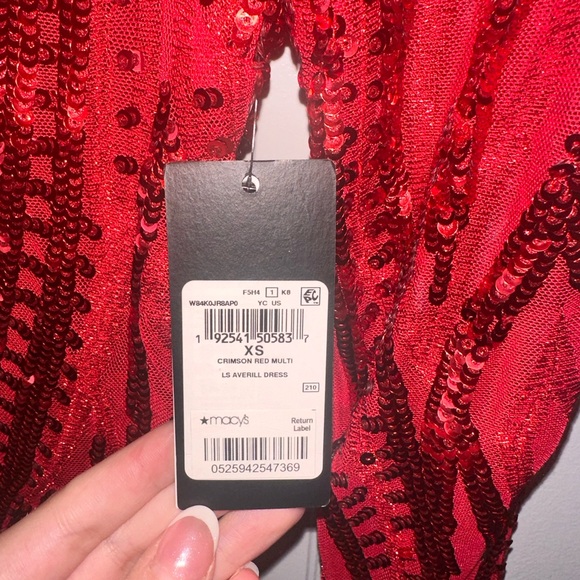 F5H4 1 K8
W84K0JR8AP0 YC US
1 92541 50583 7
XS
CRIMSON RED MULTI
LS AVERILL DRESS
210
★macy's Return
Label
0525942547369